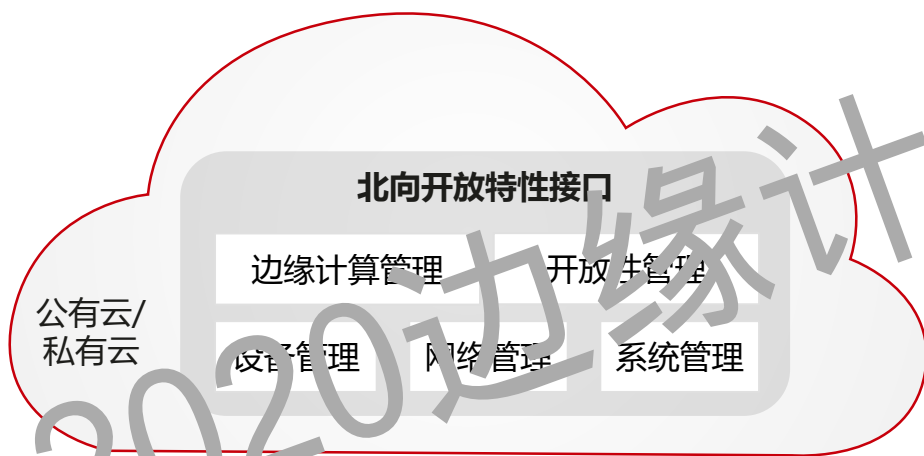 北向开放特性接口
边缘计算管理 开放性管理
公有云/
私有云
设备管理 网络管理 系统管理
2020边缘计